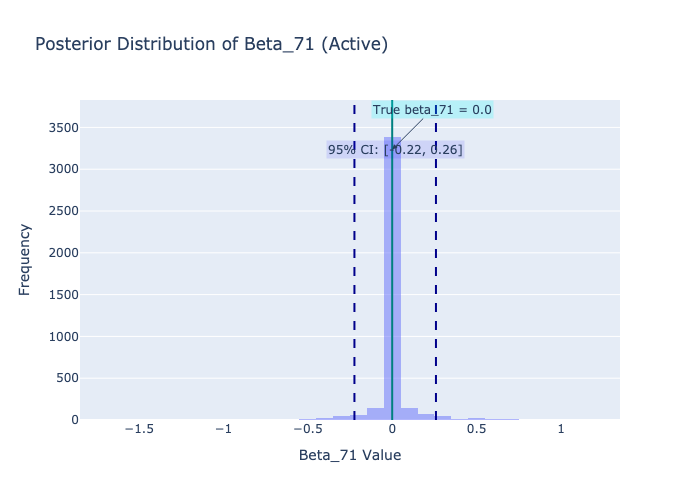 Posterior Distribution of Beta_71 (Active)
True beta_71 = 0.0
95% CI: [-0.22, 0.26]
3500
3000
2500
2000
1500
1000
500
0
−1.5
−1
−0.5
0
0.5
1
Frequency
Beta_71 Value